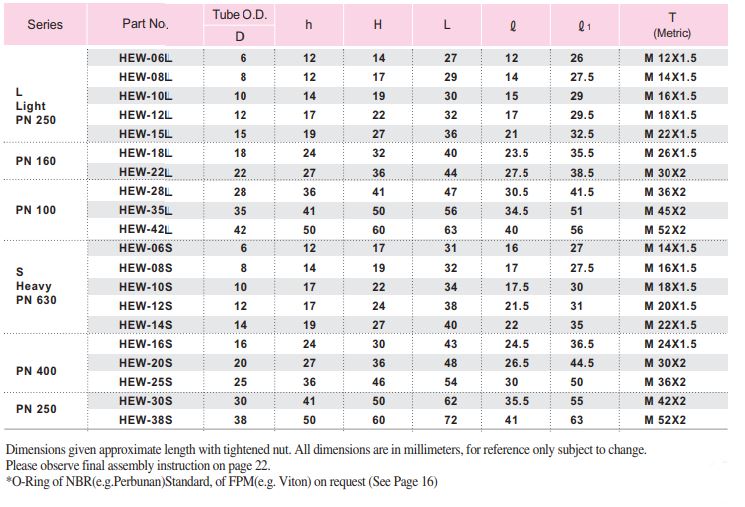 Series Part No. Tube O.D. h H L ℓ ℓ1 T
D (Metric)
HEW-06L 6 12 14 27 12 26 M 12X1.5
HEW-08L 8 12 17 29 14 27.5 M 14X1.5
L HEW-10L 10 14 19 30 15 29 M 16X1.5
Light
PN 250 HEW-12L 12 17 22 32 17 29.5 M 18X1.5
HEW-15L 15 19 27 36 21 32.5 M 22X1.5
PN 160 HEW-18L 18 24 32 40 23.5 35.5 M 26X1.5
HEW-22L 22 27 36 44 27.5 38.5 M 30X2
HEW-28L 28 36 41 47 30.5 41.5 M 36X2
PN 100 HEW-35L 35 41 50 56 34.5 51 M 45X2
HEW-42L 42 50 60 63 40 56 M 52X2
HEW-06S 6 12 17 31 16 27 M 14X1.5
S HEW-08S 8 14 19 32 17 27.5 M 16X1.5
Heavy HEW-10S 10 17 22 34 17.5 30 M 18X1.5
PN 630 HEW-12S 12 17 24 38 21.5 31 M 20X1.5
HEW-14S 14 19 27 40 22 35 M 22X1.5
HEW-16S 16 24 30 43 24.5 36.5 M 24X1.5
PN 400 HEW-20S 20 27 36 48 26.5 44.5 M 30X2
HEW-25S 25 36 46 54 30 50 M 36X2
PN 250 HEW-30S 30 41 50 62 35.5 55 M 42X2
HEW-38S 38 50 60 72 41 63 M 52X2
Dimensions given approximate length with tightened nut. All dimensions are in millimeters, for reference only subject to change.
Please observe final assembly instruction on page 22.
*O-Ring of NBR(e.g.Perbunan)Standard, of FPM(e.g. Viton) on request (See Page 16)